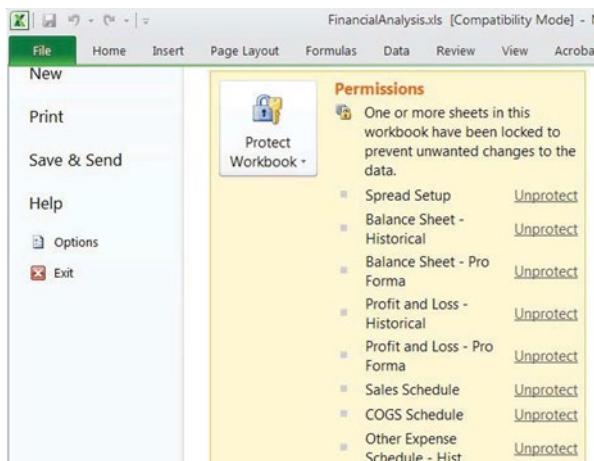 FinancialAnalysis.xls [Compatibility Mode] -
File Home Insert Page Layout Formulas Data Review View Acroba
New
Print
Save & Send
Help
Options
Exit
Protect
Workbook
Permissions
One or more sheets in this
workbook have been locked to
prevent unwanted changes to the
data.
Spread Setup Unprotect
Balance Sheet -
Historical Unprotect
Balance Sheet - Pro
Forma Unprotect
Profit and Loss -
Historical Unprotect
Profit and Loss - Pro
Forma Unprotect
Sales Schedule Unprotect
COGS Schedule Unprotect
Other Expense
Schedule - Hist Unprotect